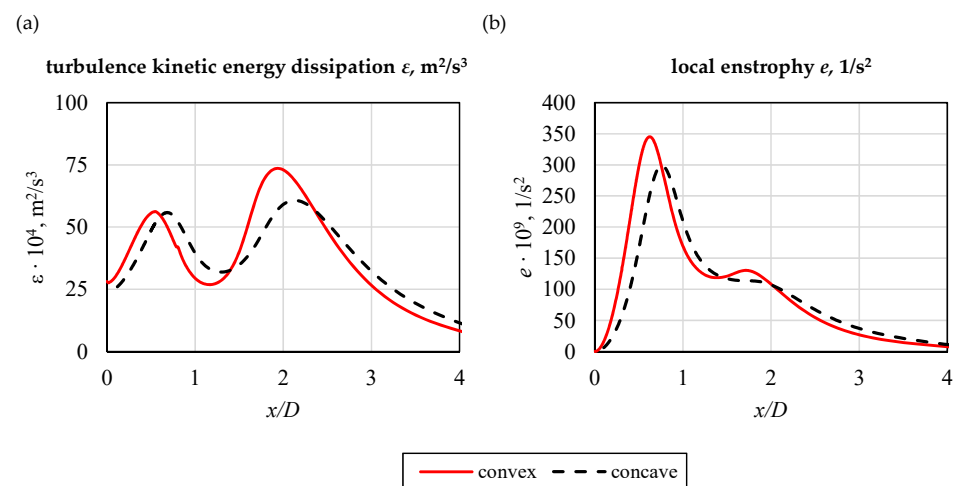 (a)
(b)
turbulence kinetic energy dissipation ε, m²/s³
local enstrophy e, 1/s²
100
75
50
25
0
ε · 10⁴, m²/s³
0 1 2 3 4
x/D
400
350
300
250
200
150
100
50
0
e · 10⁹, 1/s²
0 1 2 3 4
x/D
convex concave